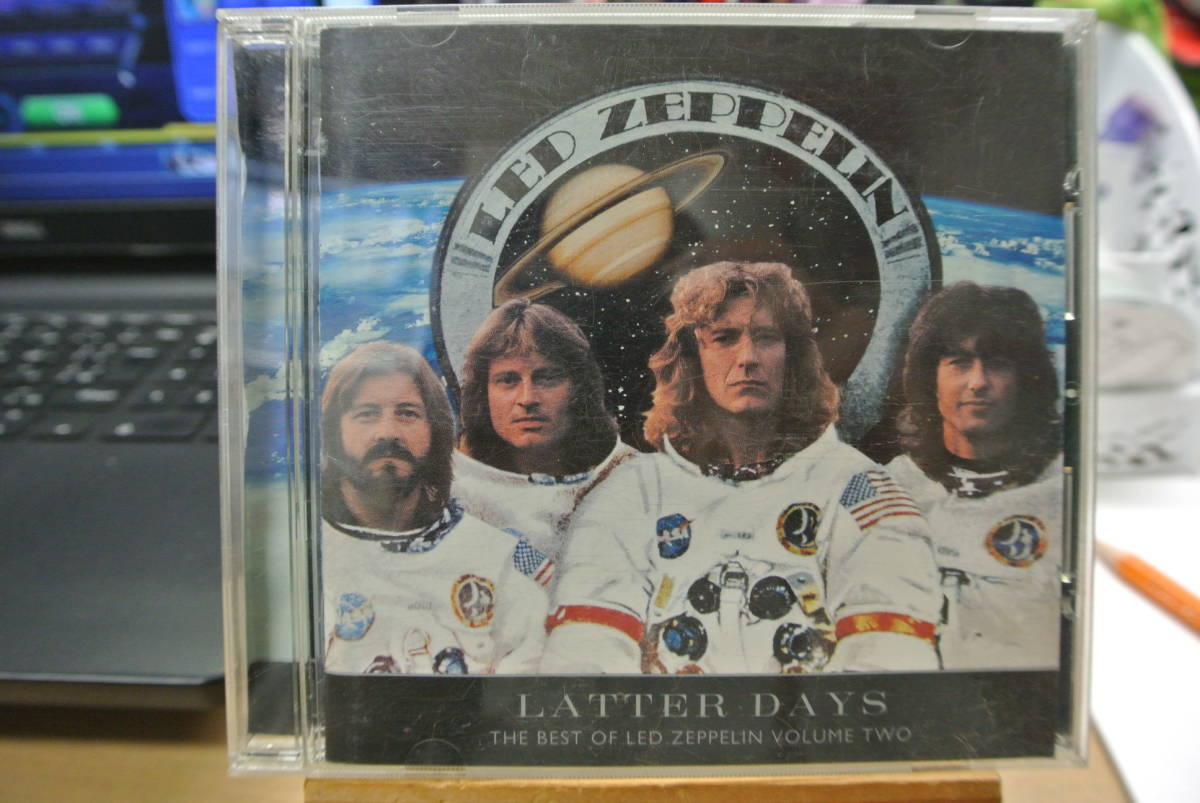 LED ZEPPELIN
LATTER DAYS
THE BEST OF LED ZEPPELIN VOLUME TWO